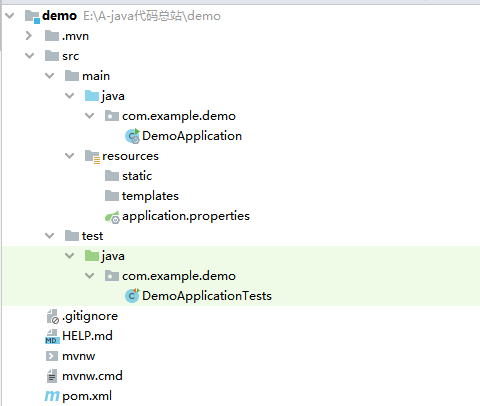 demo E:\A-java代码总站\demo
.mvn
src
main
java
com.example.demo
DemoApplication
resources
static
templates
application.properties
test
java
com.example.demo
DemoApplicationTests
.gitignore
HELP.md
mvnw
mvnw.cmd
pom.xml